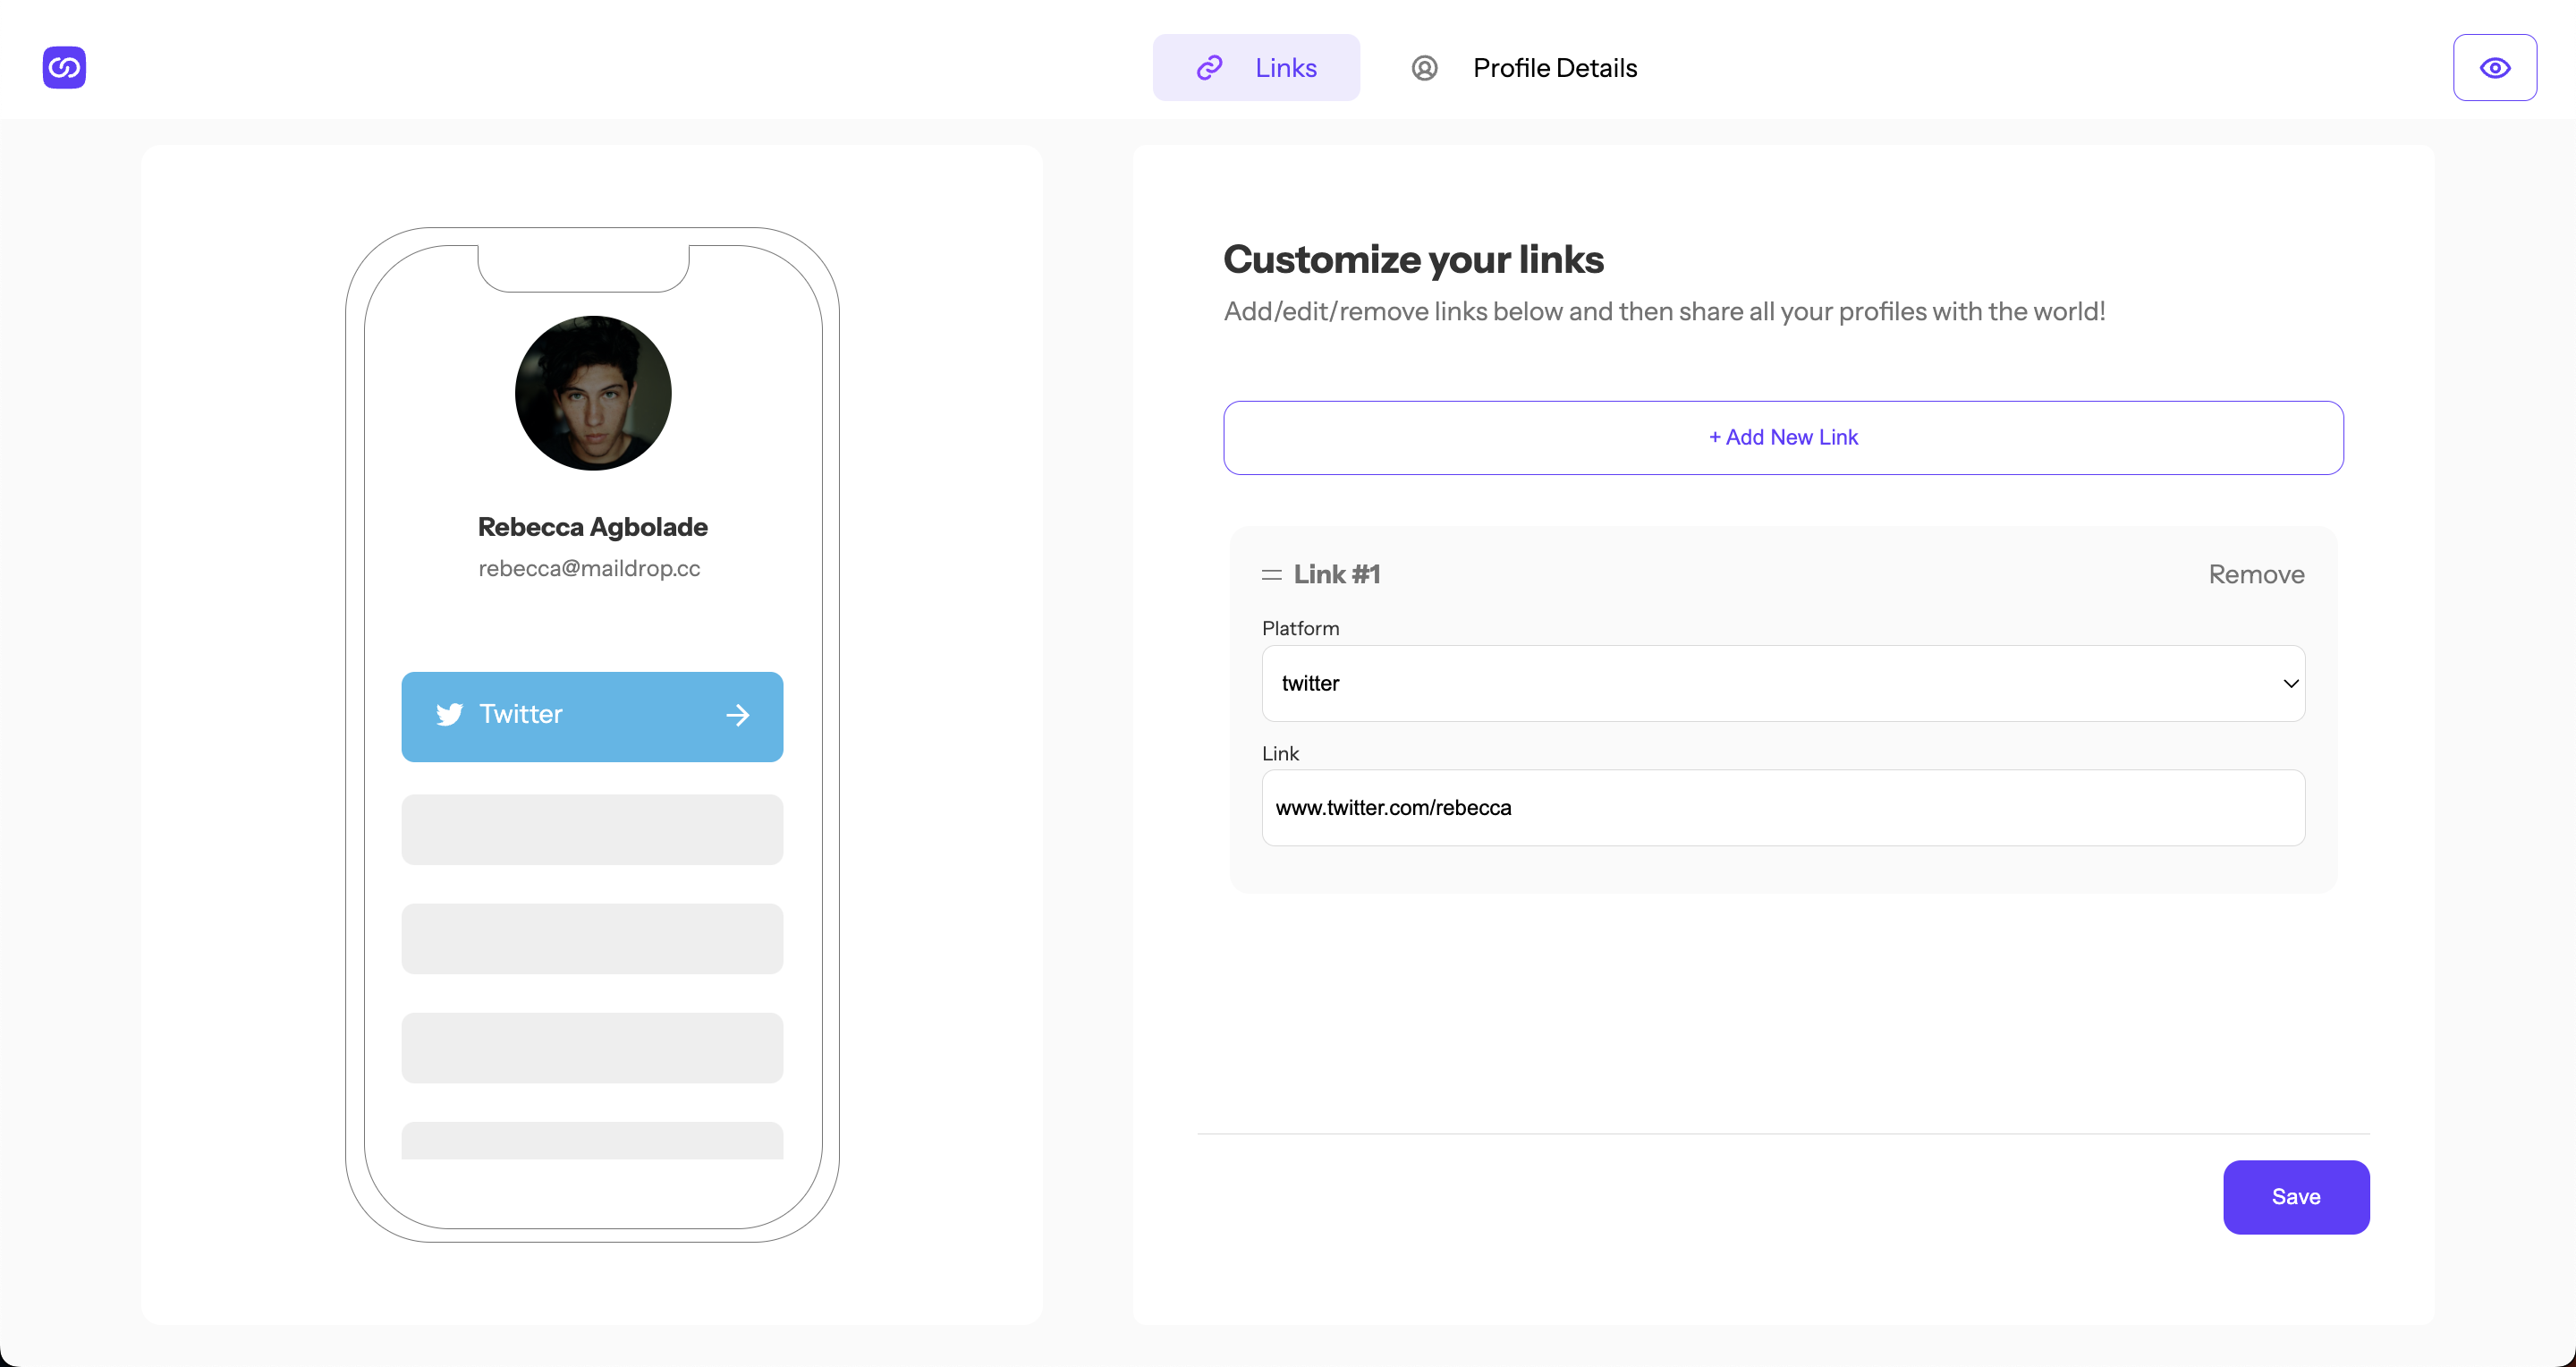 Links
Profile Details
Customize your links
Add/edit/remove links below and then share all your profiles with the world!
+ Add New Link
Rebecca Agbolade
rebecca@maildrop.cc
Link #1
Remove
Platform
twitter
Twitter
Link
www.twitter.com/rebecca
Save